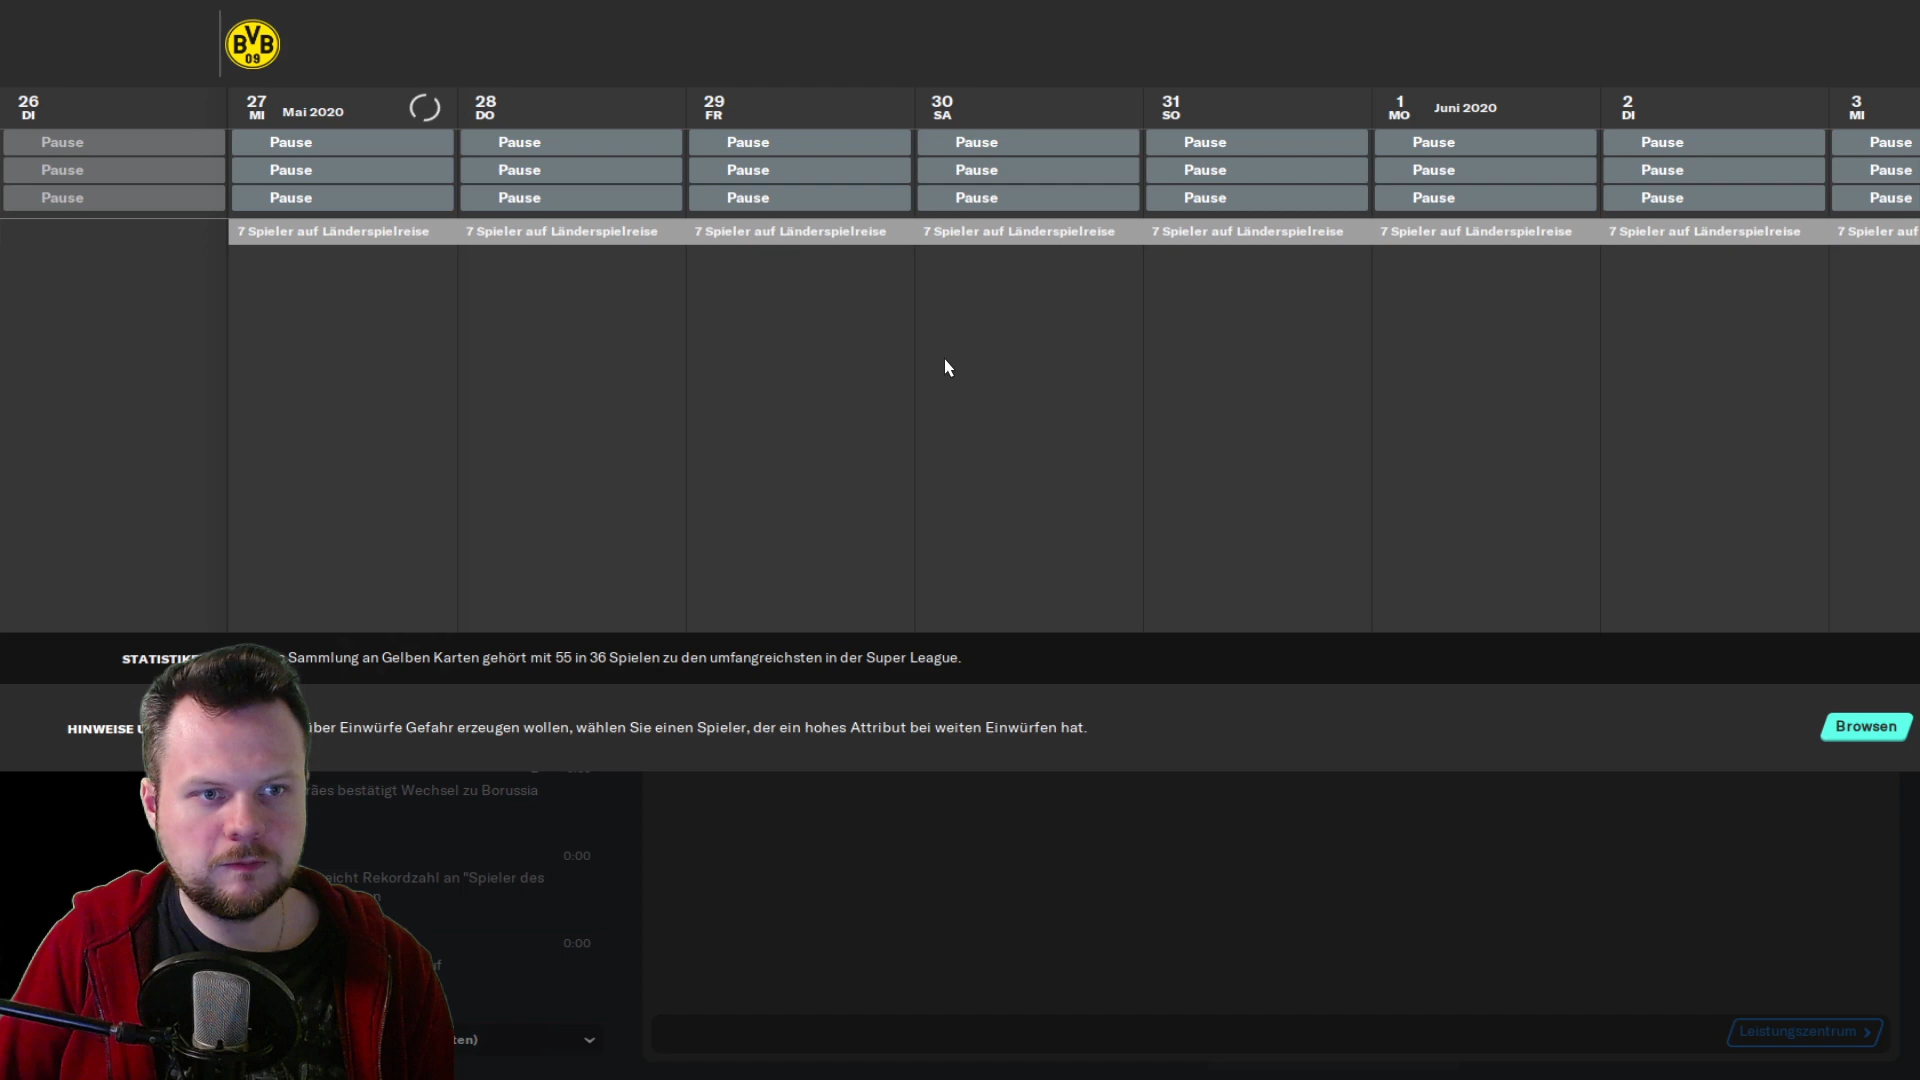 BVB
09
26
DI
27
MI
Mai 2020
28
DO
29
FR
30
SA
31
SO
1
MO
Juni 2020
2
DI
3
MI
Pause Pause Pause Pause Pause Pause Pause Pause Pause
Pause Pause Pause Pause Pause Pause Pause Pause Pause
Pause Pause Pause Pause Pause Pause Pause Pause Pause
7 Spieler auf Länderspielreise 7 Spieler auf Länderspielreise 7 Spieler auf Länderspielreise 7 Spieler auf Länderspielreise 7 Spieler auf Länderspielreise 7 Spieler auf Länderspielreise 7 Spieler auf Länderspielreise 7 Spieler auf
Sammlung an Gelben Karten gehört mit 55 in 36 Spielen zu den umfangreichsten in der Super League.
HINWEISE über Einwürfe Gefahr erzeugen wollen, wählen Sie einen Spieler, der ein hohes Attribut bei weiten Einwürfen hat.
Browsen
bestätigt Wechsel zu Borussia
0:00
Rekordzahl an "Spieler des
0:00
Leistungszentrum